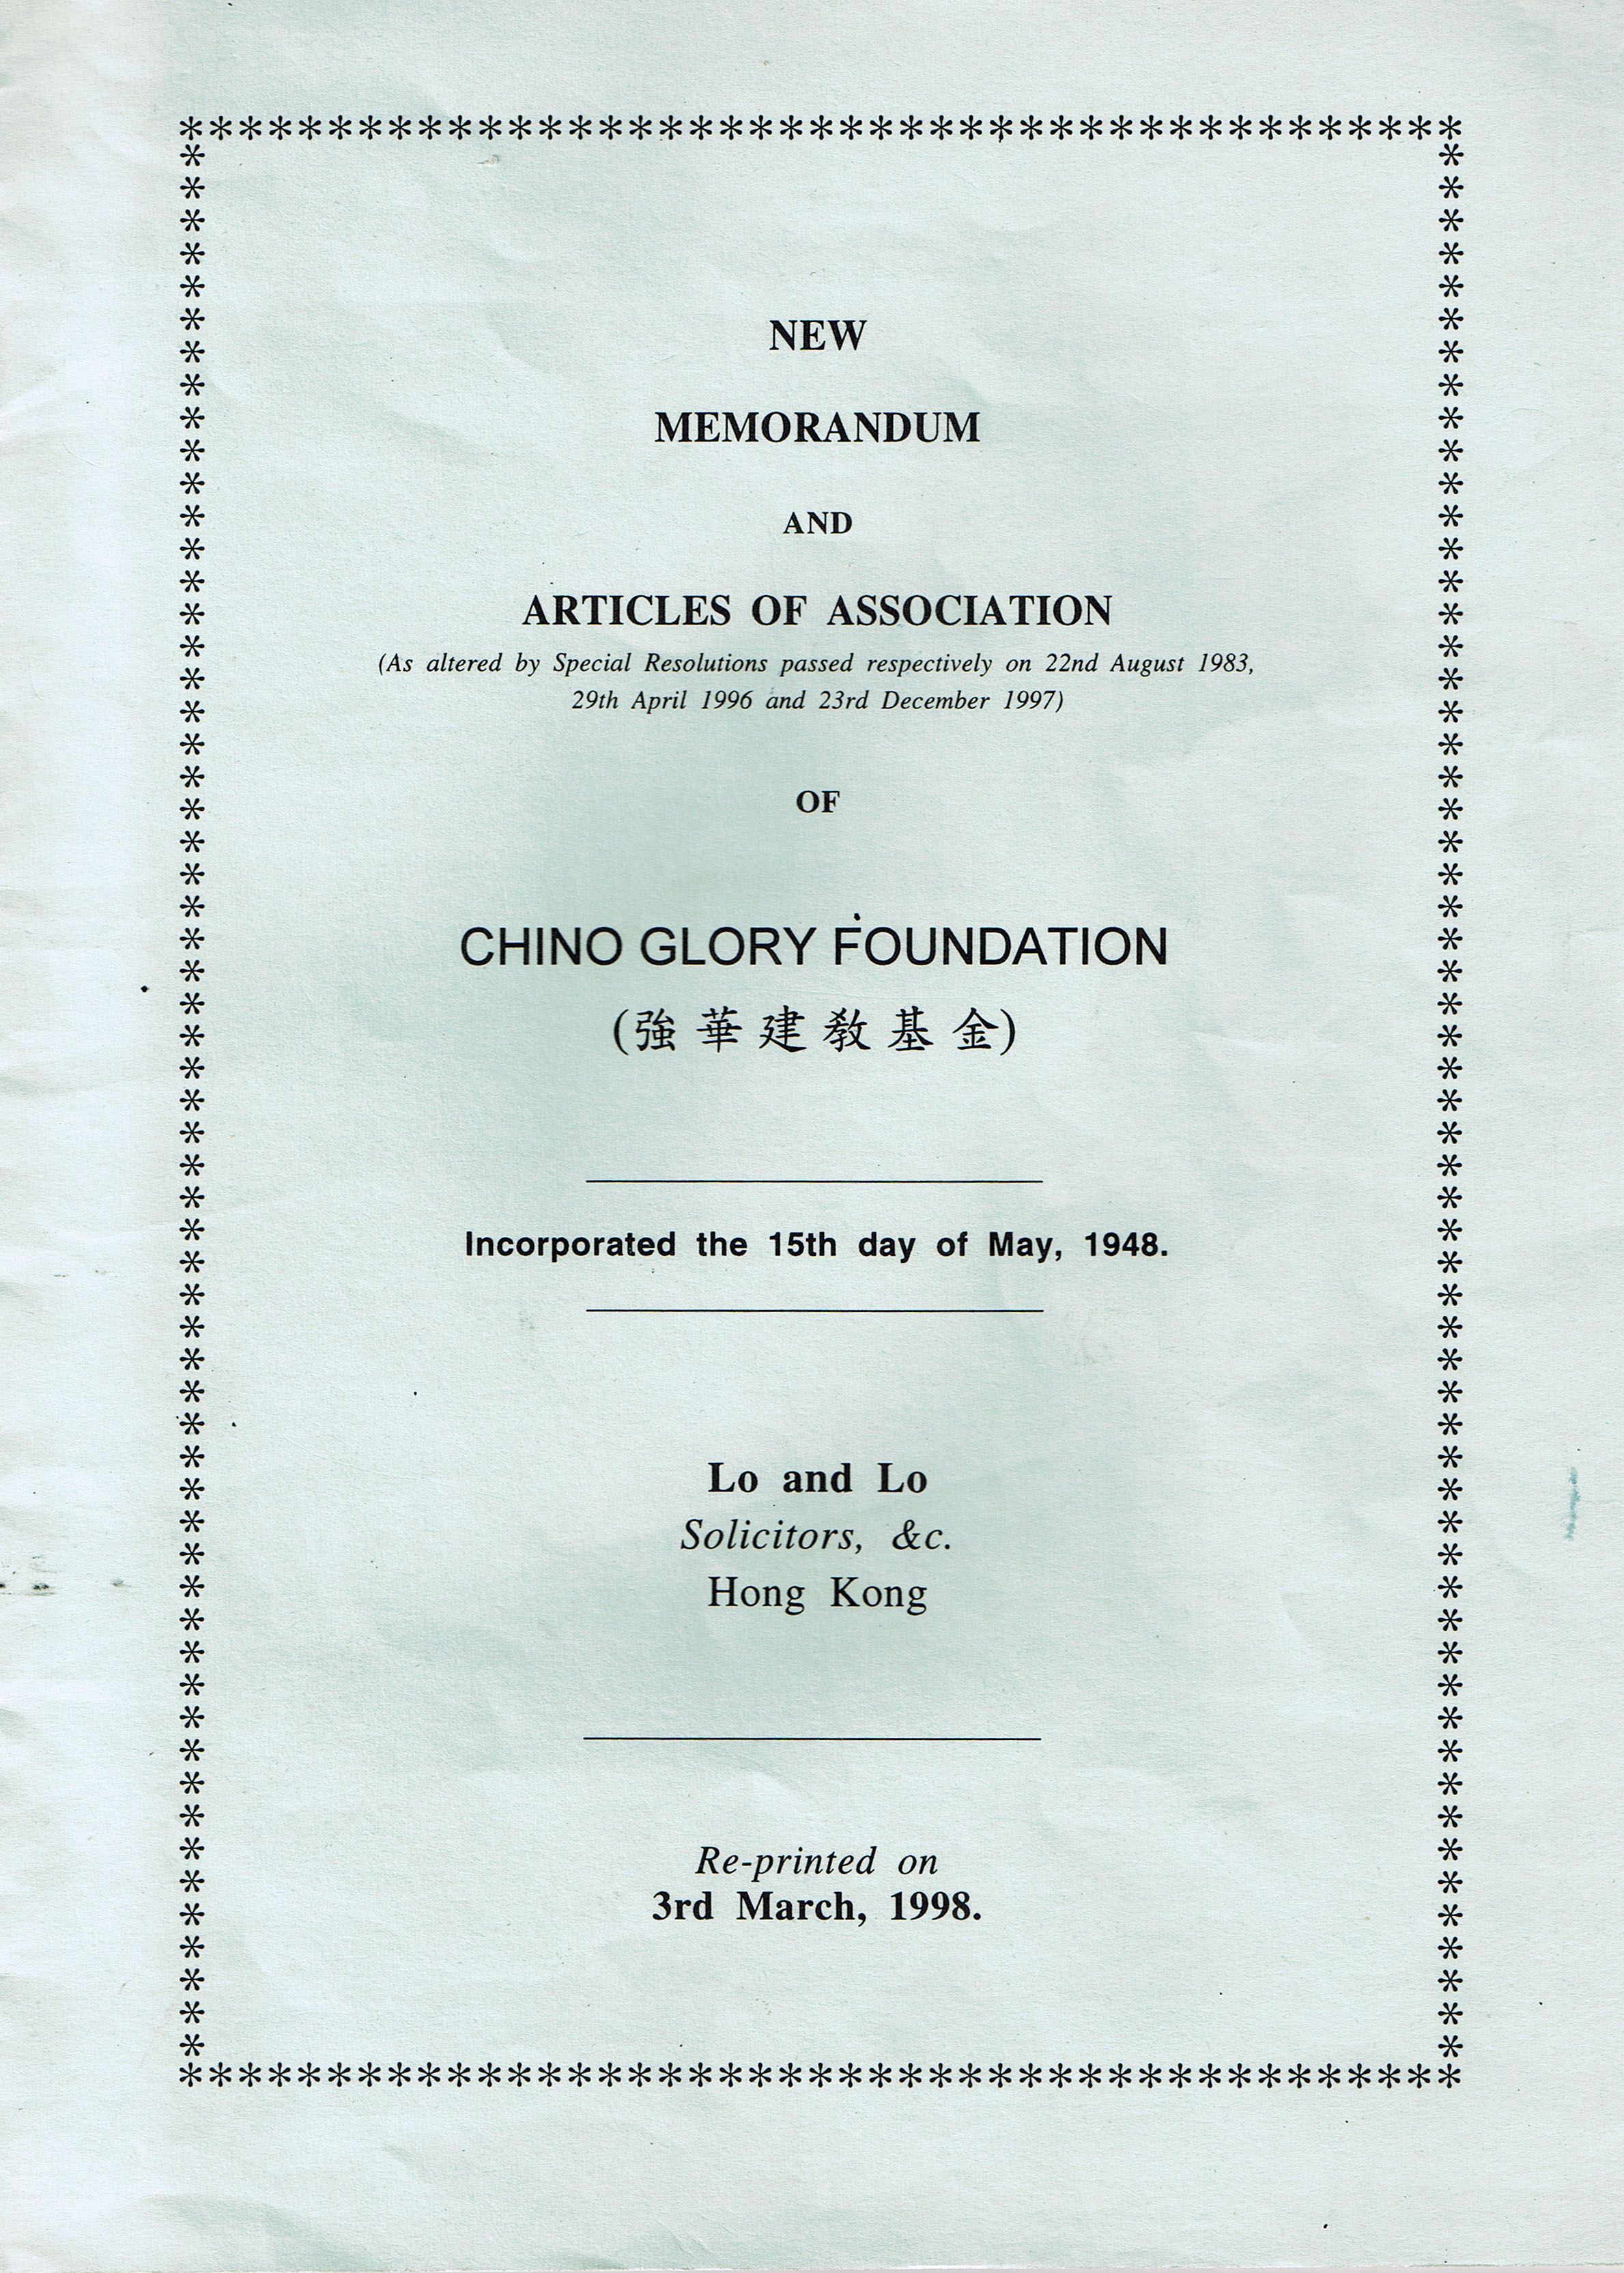 NEW
MEMORANDUM
AND
ARTICLES OF ASSOCIATION
(As altered by Special Resolutions passed respectively on 22nd August 1983,
29th April 1996 and 23rd December 1997)
OF
CHINO GLORY FOUNDATION
(強華建教基金)
Incorporated the 15th day of May, 1948.
Lo and Lo
Solicitors, &c.
Hong Kong
Re-printed on
3rd March, 1998.